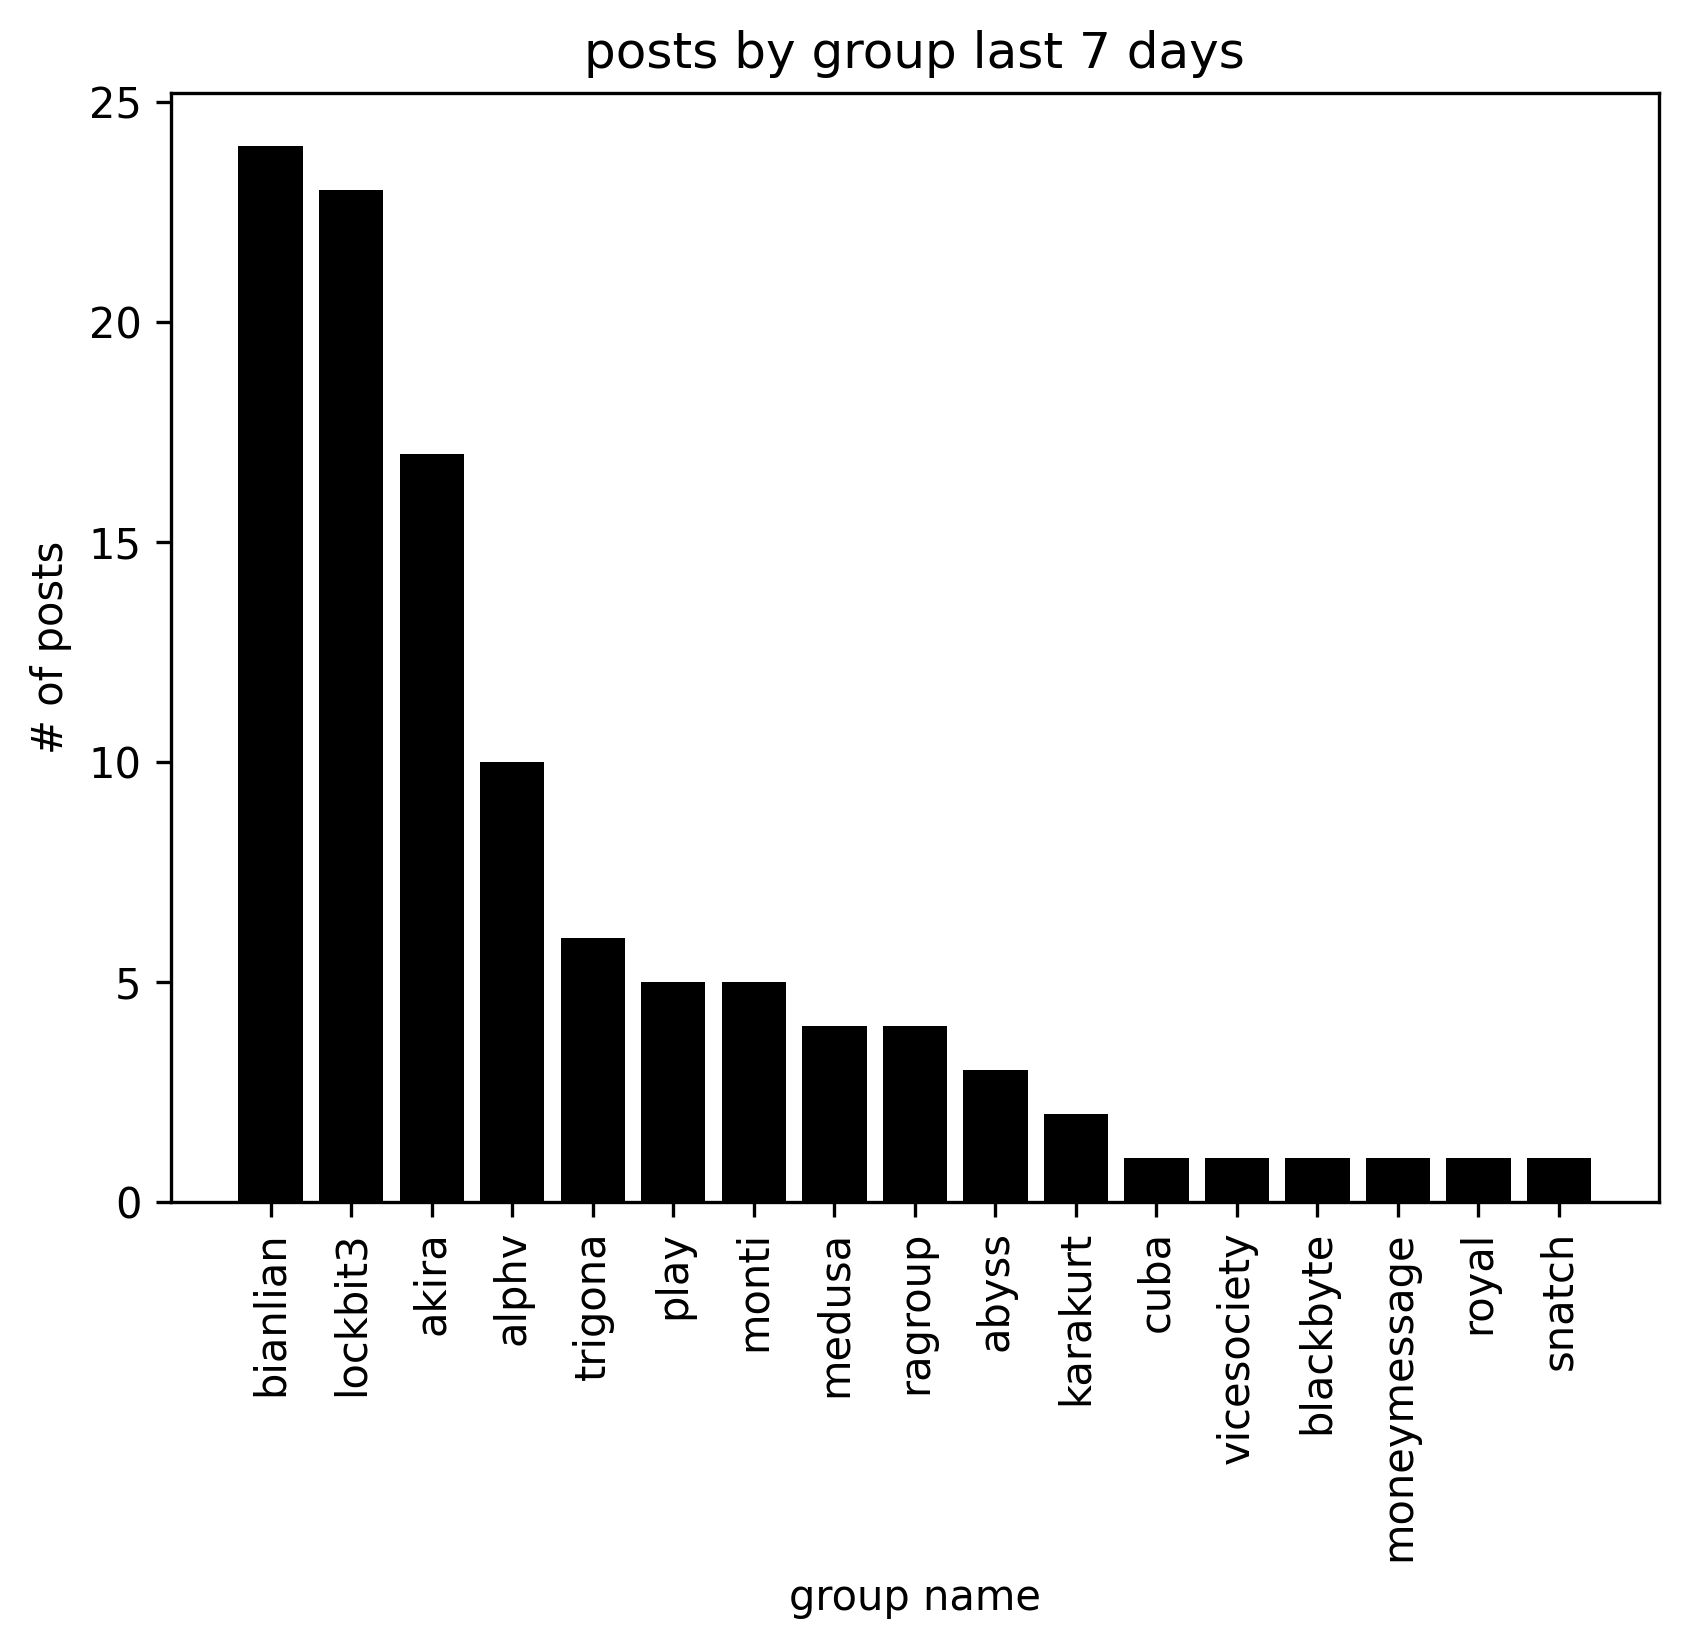 posts by group last 7 days
25
20
15
10
5
0
# of posts
bianlian
lockbit3
akira
alphv
trigona
play
monti
medusa
ragroup
abyss
karakurt
cuba
vicesociety
blackbyte
moneymessage
royal
snatch
group name